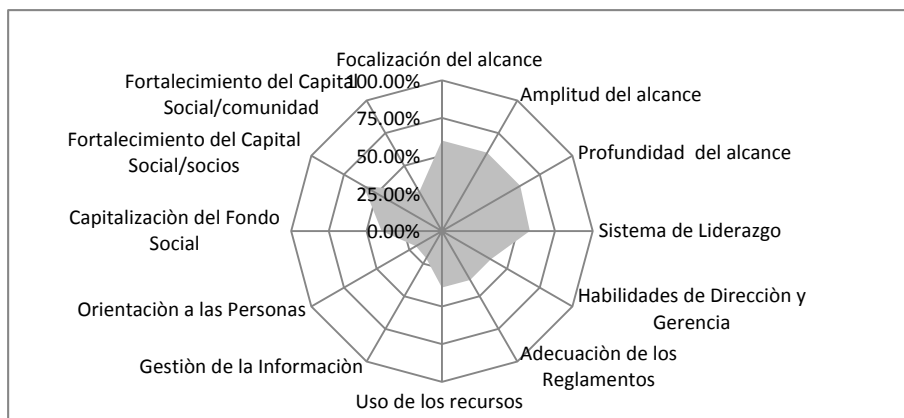 Focalización del alcance
100.00%
75.00%
50.00%
25.00%
0.00%
Amplitud del alcance
Profundidad del alcance
Sistema de Liderazgo
Habilidades de Direcciòn y
Gerencia
Adecuaciòn de los
Reglamentos
Uso de los recursos
Gestiòn de la Informaciòn
Orientaciòn a las Personas
Capitalizaciòn del Fondo
Social
Fortalecimiento del Capital
Social/socios
Fortalecimiento del Capital
Social/comunidad